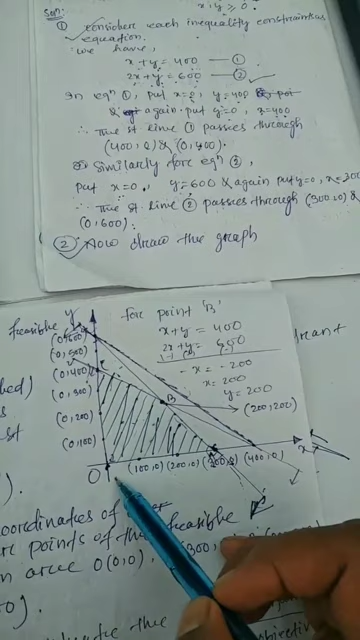 x, y ≥ 0.
Soln:
① consider each inequality constraints as
equation.
we have,
x + y = 400 — ①
2x + y = 600 — ②
In eqn ①, put x = 0, y = 400
& again put y = 0, x = 400
∴ The st line ① passes through
(400, 0) & (0, 400).
Similarly for eqn ②,
Put x = 0, y = 600 & again put y = 0, x = 300
∴ The st line ② passes through (300, 0) &
(0, 600).
② Now draw the graph
feasible
y
(0, 600)
(0, 500)
(0, 400)
(0, 300)
(0, 200)
(0, 100)
for point 'B'
x + y = 400
2x + y = 600
(-) (-) (-)
- x = - 200
x = 200
y = 200
B
(200, 200)
O
(100, 0) (200, 0) (300, 0) (400, 0)
x
coordinates of
points of the feasible
are O(0, 0).